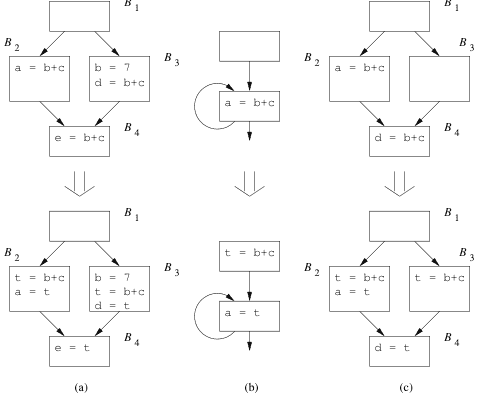 B1
B2
a = b+c
b = 7
d = b+c
B3
e = b+c
B4
a = b+c
B1
B2
a = b+c
B3
d = b+c
B4
B1
B2
t = b+c
a = t
b = 7
t = b+c
d = t
B3
e = t
B4
(a)
t = b+c
a = t
(b)
B1
B2
t = b+c
a = t
t = b+c
B3
d = t
B4
(c)